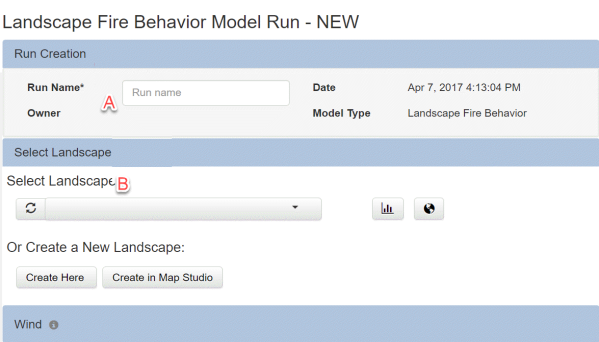 Landscape Fire Behavior Model Run - NEW
Run Creation
Run Name* A Run name Date Apr 7, 2017 4:13:04 PM
Owner Model Type Landscape Fire Behavior
Select Landscape
Select Landscape B
Or Create a New Landscape:
Create Here Create in Map Studio
Wind i